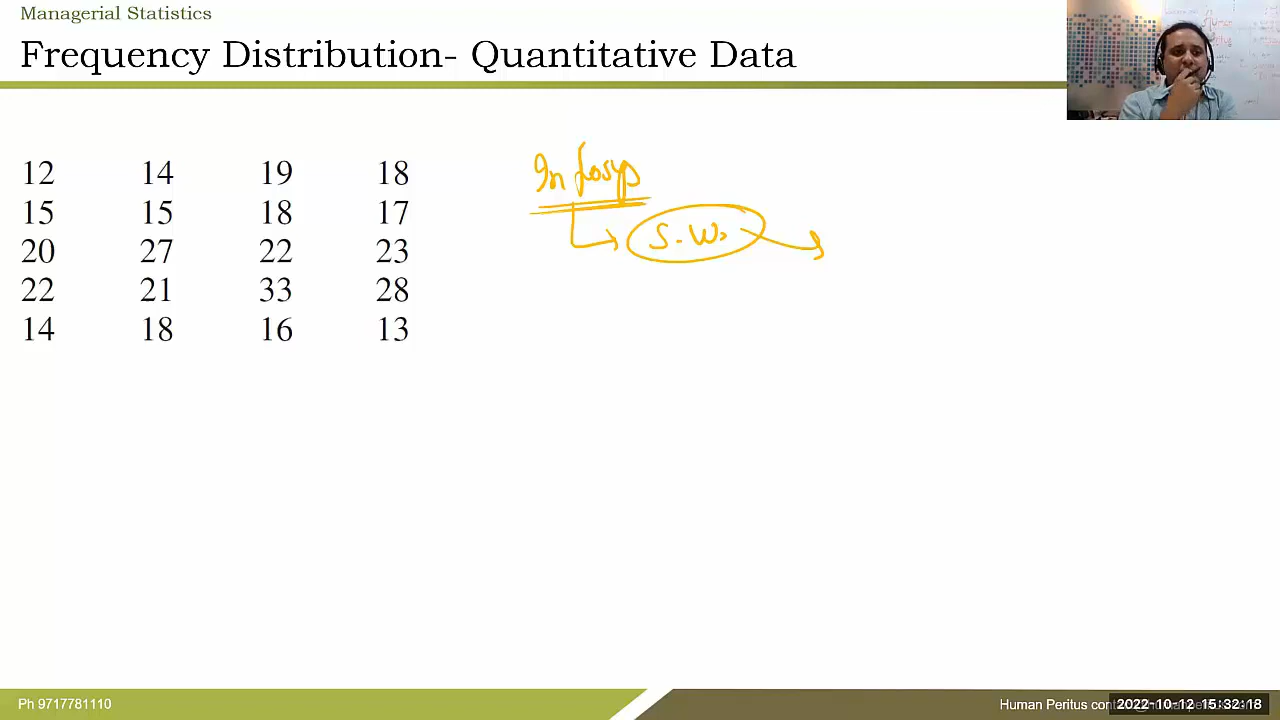 Managerial Statistics
Frequency Distribution- Quantitative Data
12 14 19 18
15 15 18 17
20 27 22 23
22 21 33 28
14 18 16 13
Infosys
S.W.
Ph 9717781110
Human Peritus
2022-10-12 15:32:18